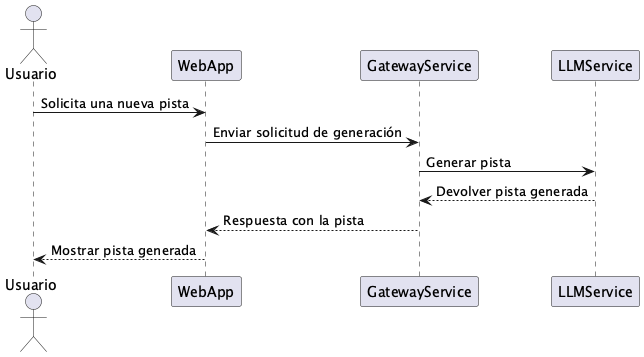 Usuario
WebApp
GatewayService
LLMService
Solicita una nueva pista
Enviar solicitud de generación
Generar pista
Devolver pista generada
Respuesta con la pista
Mostrar pista generada
Usuario
WebApp
GatewayService
LLMService